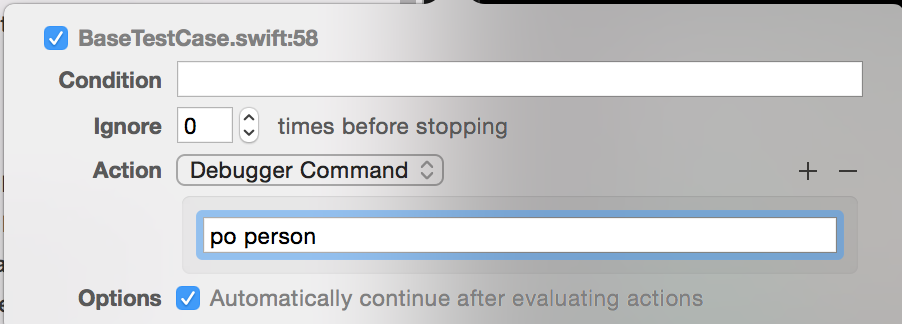 BaseTestCase.swift:58
Condition
Ignore 0 times before stopping
Action Debugger Command + −
po person
Options Automatically continue after evaluating actions